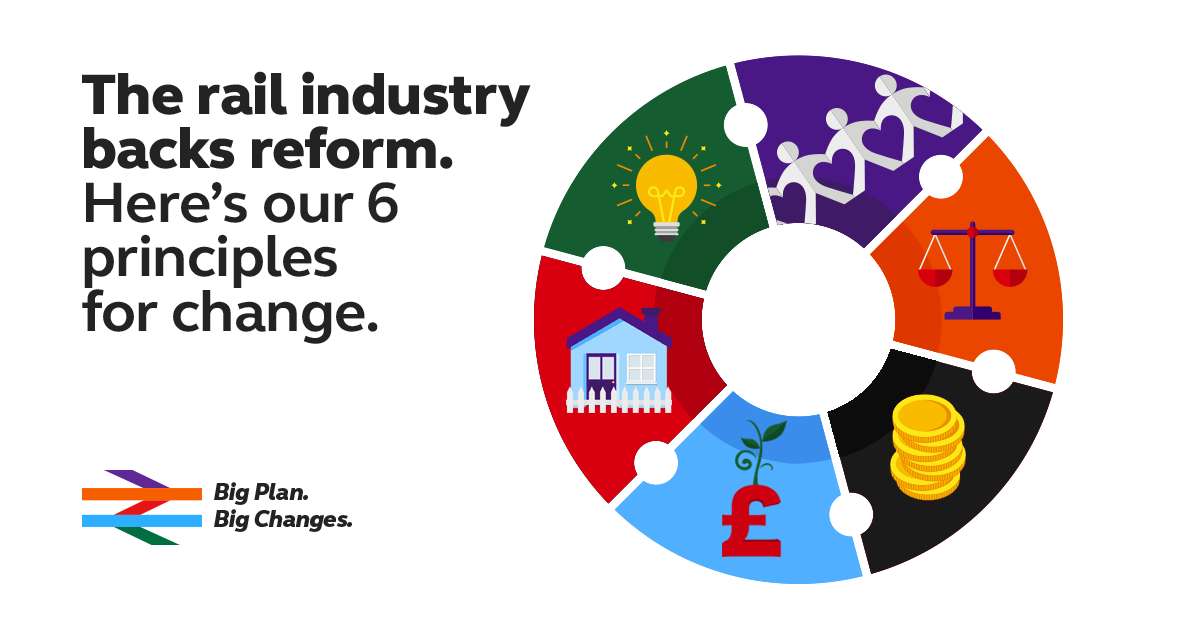 The rail industry
backs reform.
Here’s our 6
principles
for change.
Big Plan.
Big Changes.
£